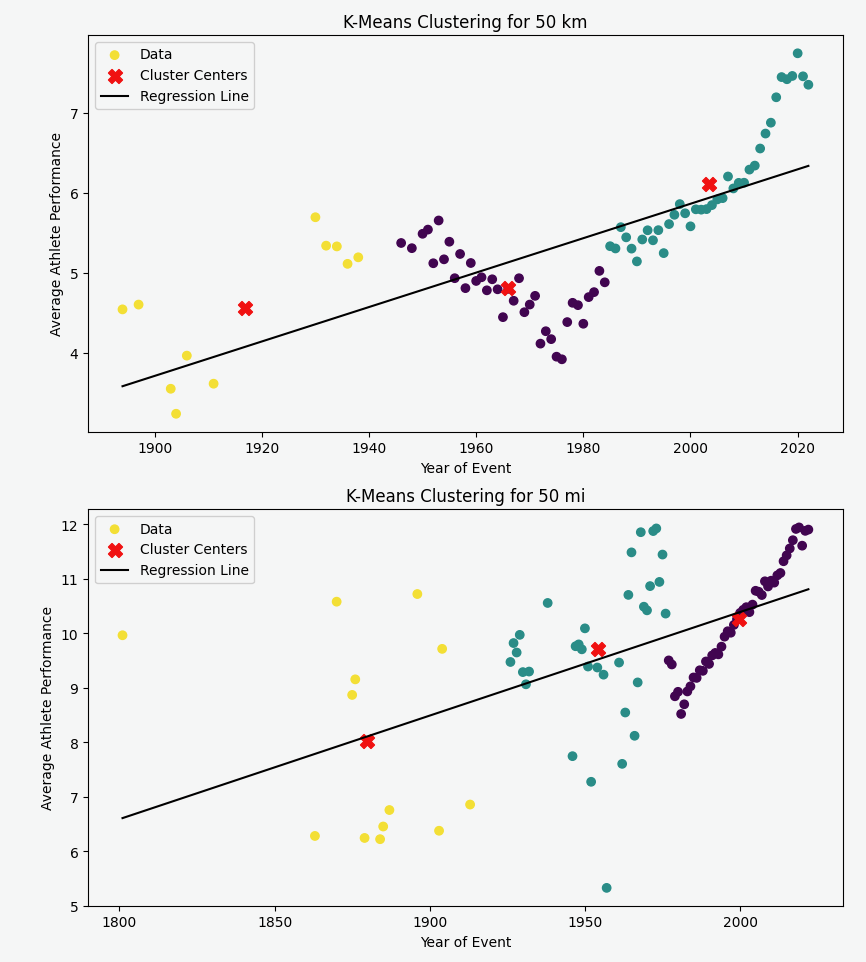 K-Means Clustering for 50 km
Data
Cluster Centers
Regression Line
Average Athlete Performance
7
6
5
4
1900 1920 1940 1960 1980 2000 2020
Year of Event
K-Means Clustering for 50 mi
Data
Cluster Centers
Regression Line
Average Athlete Performance
12
11
10
9
8
7
6
5
1800 1850 1900 1950 2000
Year of Event